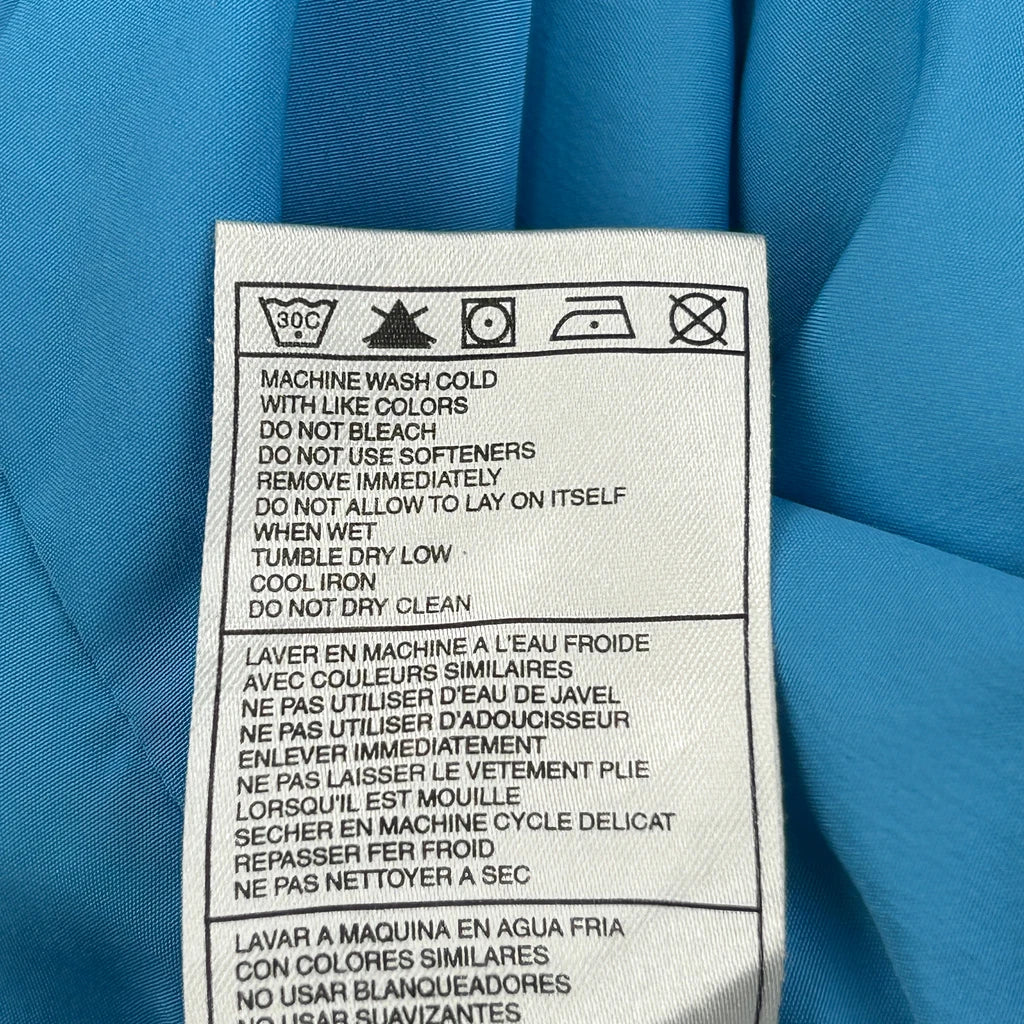 30C
MACHINE WASH COLD
WITH LIKE COLORS
DO NOT BLEACH
DO NOT USE SOFTENERS
REMOVE IMMEDIATELY
DO NOT ALLOW TO LAY ON ITSELF
WHEN WET
TUMBLE DRY LOW
COOL IRON
DO NOT DRY CLEAN
LAVER EN MACHINE A L'EAU FROIDE
AVEC COULEURS SIMILAIRES
NE PAS UTILISER D'EAU DE JAVEL
NE PAS UTILISER D'ADOUCISSEUR
ENLEVER IMMEDIATEMENT
NE PAS LAISSER LE VETEMENT PLIE
LORSQU'IL EST MOUILLE
SECHER EN MACHINE CYCLE DELICAT
REPASSER FER FROID
NE PAS NETTOYER A SEC
LAVAR A MAQUINA EN AGUA FRIA
CON COLORES SIMILARES
NO USAR BLANQUEADORES
NO USAR SUAVIZANTES